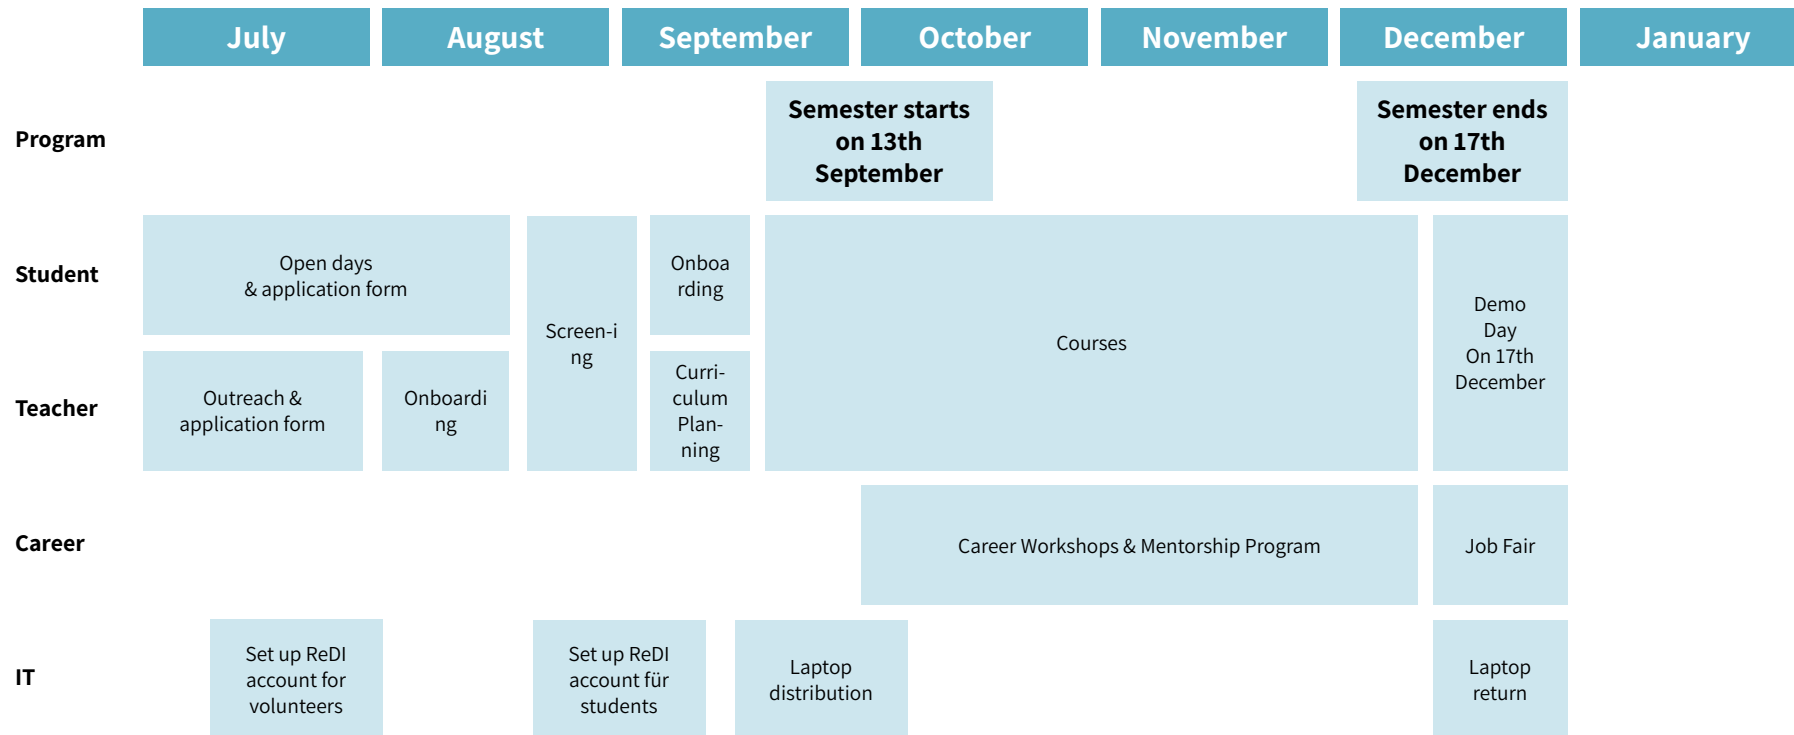 July
August
September
October
November
December
January
Program
Semester starts
on 13th
September
Semester ends
on 17th
December
Student
Open days
& application form
Screen-i
ng
Onboa
rding
Courses
Demo
Day
On 17th
December
Teacher
Outreach &
application form
Onboardi
ng
Curri-
culum
Plan-
ning
Career
Career Workshops & Mentorship Program
Job Fair
IT
Set up ReDI
account for
volunteers
Set up ReDI
account für
students
Laptop
distribution
Laptop
return